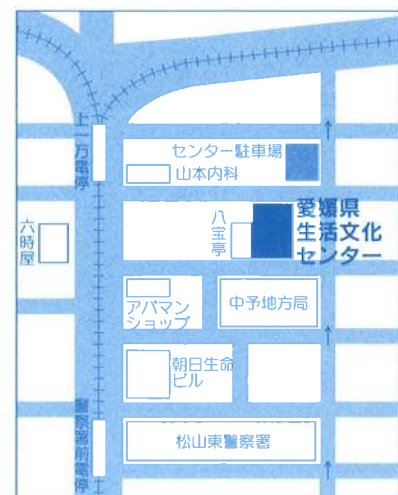 上一万電停
センター駐車場
山本内科
六時屋
八宝亭
愛媛県
生活文化
センター
アパマン
ショップ
中予地方局
朝日生命
ビル
警察署前電停
松山東警察署